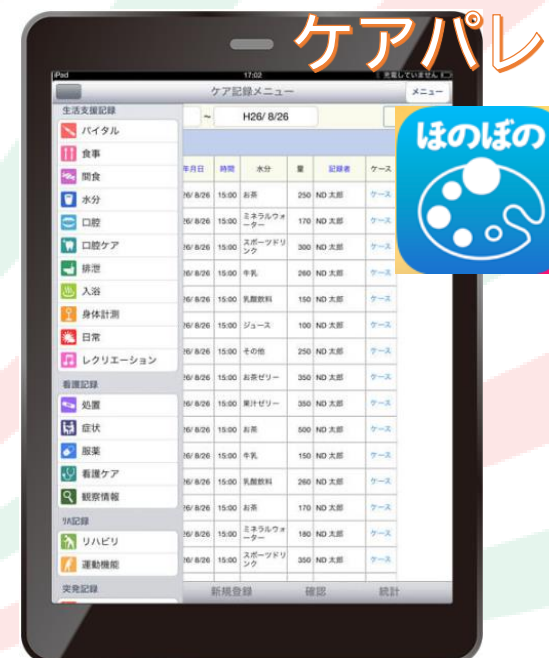 ケアパレ
iPad 17:02 充電していません
ケア記録メニュー メニュー
生活支援記録
~ H26/ 8/26
ほのぼの
バイタル
食事
間食
水分
口腔
口腔ケア
排泄
入浴
身体計測
日常
レクリエーション
看護記録
処置
症状
服薬
看護ケア
観察情報
リハ記録
リハビリ
運動機能
突発記録
年月日 時間 水分 量 記録者 ケース
26/ 8/26 15:00 お茶 250 ND 太郎 ケース
26/ 8/26 15:00 ミネラルウォーター 170 ND 太郎 ケース
26/ 8/26 15:00 スポーツドリンク 300 ND 太郎 ケース
26/ 8/26 15:00 牛乳 260 ND 太郎 ケース
26/ 8/26 15:00 乳酸飲料 150 ND 太郎 ケース
26/ 8/26 15:00 ジュース 100 ND 太郎 ケース
26/ 8/26 15:00 その他 250 ND 太郎 ケース
26/ 8/26 15:00 お茶ゼリー 350 ND 太郎 ケース
26/ 8/26 15:00 果汁ゼリー 350 ND 太郎 ケース
26/ 8/26 15:00 お茶 500 ND 太郎 ケース
26/ 8/26 15:00 牛乳 150 ND 太郎 ケース
26/ 8/26 15:00 乳酸飲料 260 ND 太郎 ケース
26/ 8/26 15:00 お茶 170 ND 太郎 ケース
26/ 8/26 15:00 ミネラルウォーター 180 ND 太郎 ケース
26/ 8/26 15:00 スポーツドリンク 350 ND 太郎 ケース
新規登録 確認 統計